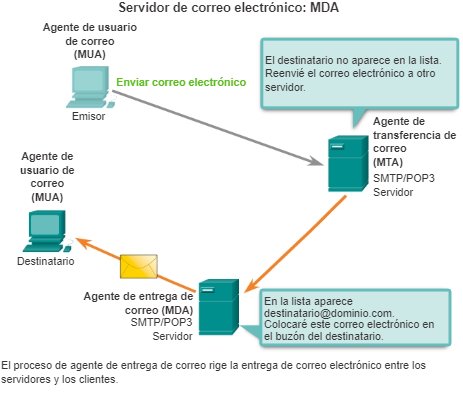 Servidor de correo electrónico: MDA
Agente de usuario
de correo
(MUA)
Enviar correo electrónico
Emisor
El destinatario no aparece en la lista.
Reenvié el correo electrónico a otro
servidor.
Agente de
transferencia de
correo
(MTA)
SMTP/POP3
Servidor
Agente de
usuario de
correo
(MUA)
Destinatario
Agente de entrega de
correo (MDA)
SMTP/POP3
Servidor
En la lista aparece
destinatario@dominio.com.
Colocaré este correo electrónico en
el buzón del destinatario.
El proceso de agente de entrega de correo rige la entrega de correo electrónico entre los
servidores y los clientes.